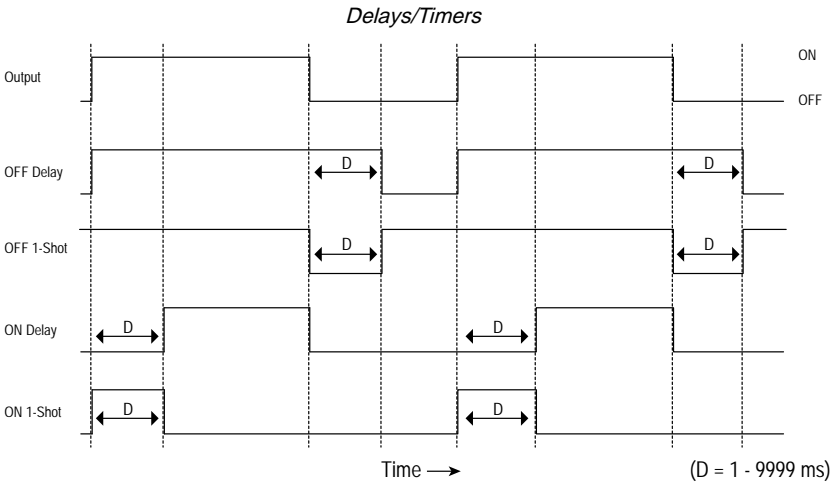 Delays/Timers
ON
Output
OFF
OFF Delay
D
D
OFF 1-Shot
D
D
ON Delay
D
D
ON 1-Shot
D
D
Time
(D = 1 - 9999 ms)